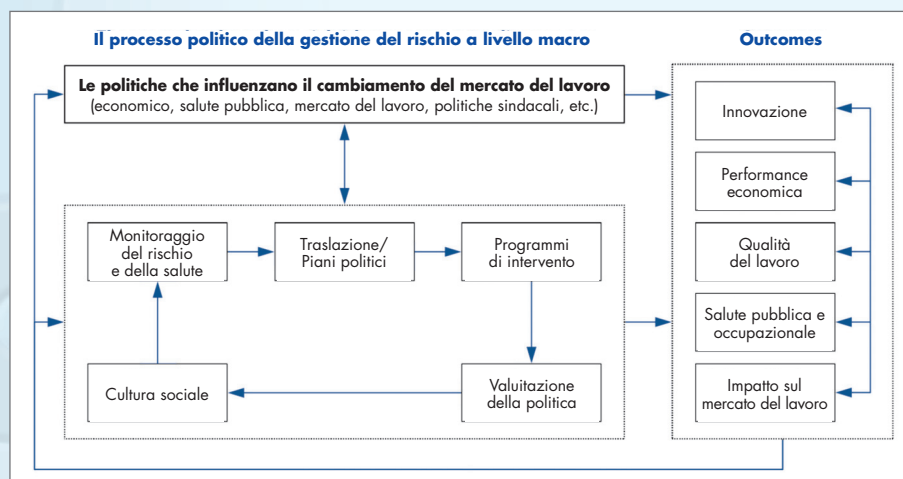 Il processo politico della gestione del rischio a livello macro
Outcomes
Le politiche che influenzano il cambiamento del mercato del lavoro
(economico, salute pubblica, mercato del lavoro, politiche sindacali, etc.)
Innovazione
Performance
economica
Monitoraggio
del rischio
e della salute
Traslazione/
Piani politici
Programmi
di intervento
Qualità
del lavoro
Salute pubblica e
occupazionale
Cultura sociale
Valuitazione
della politica
Impatto sul
mercato del lavoro